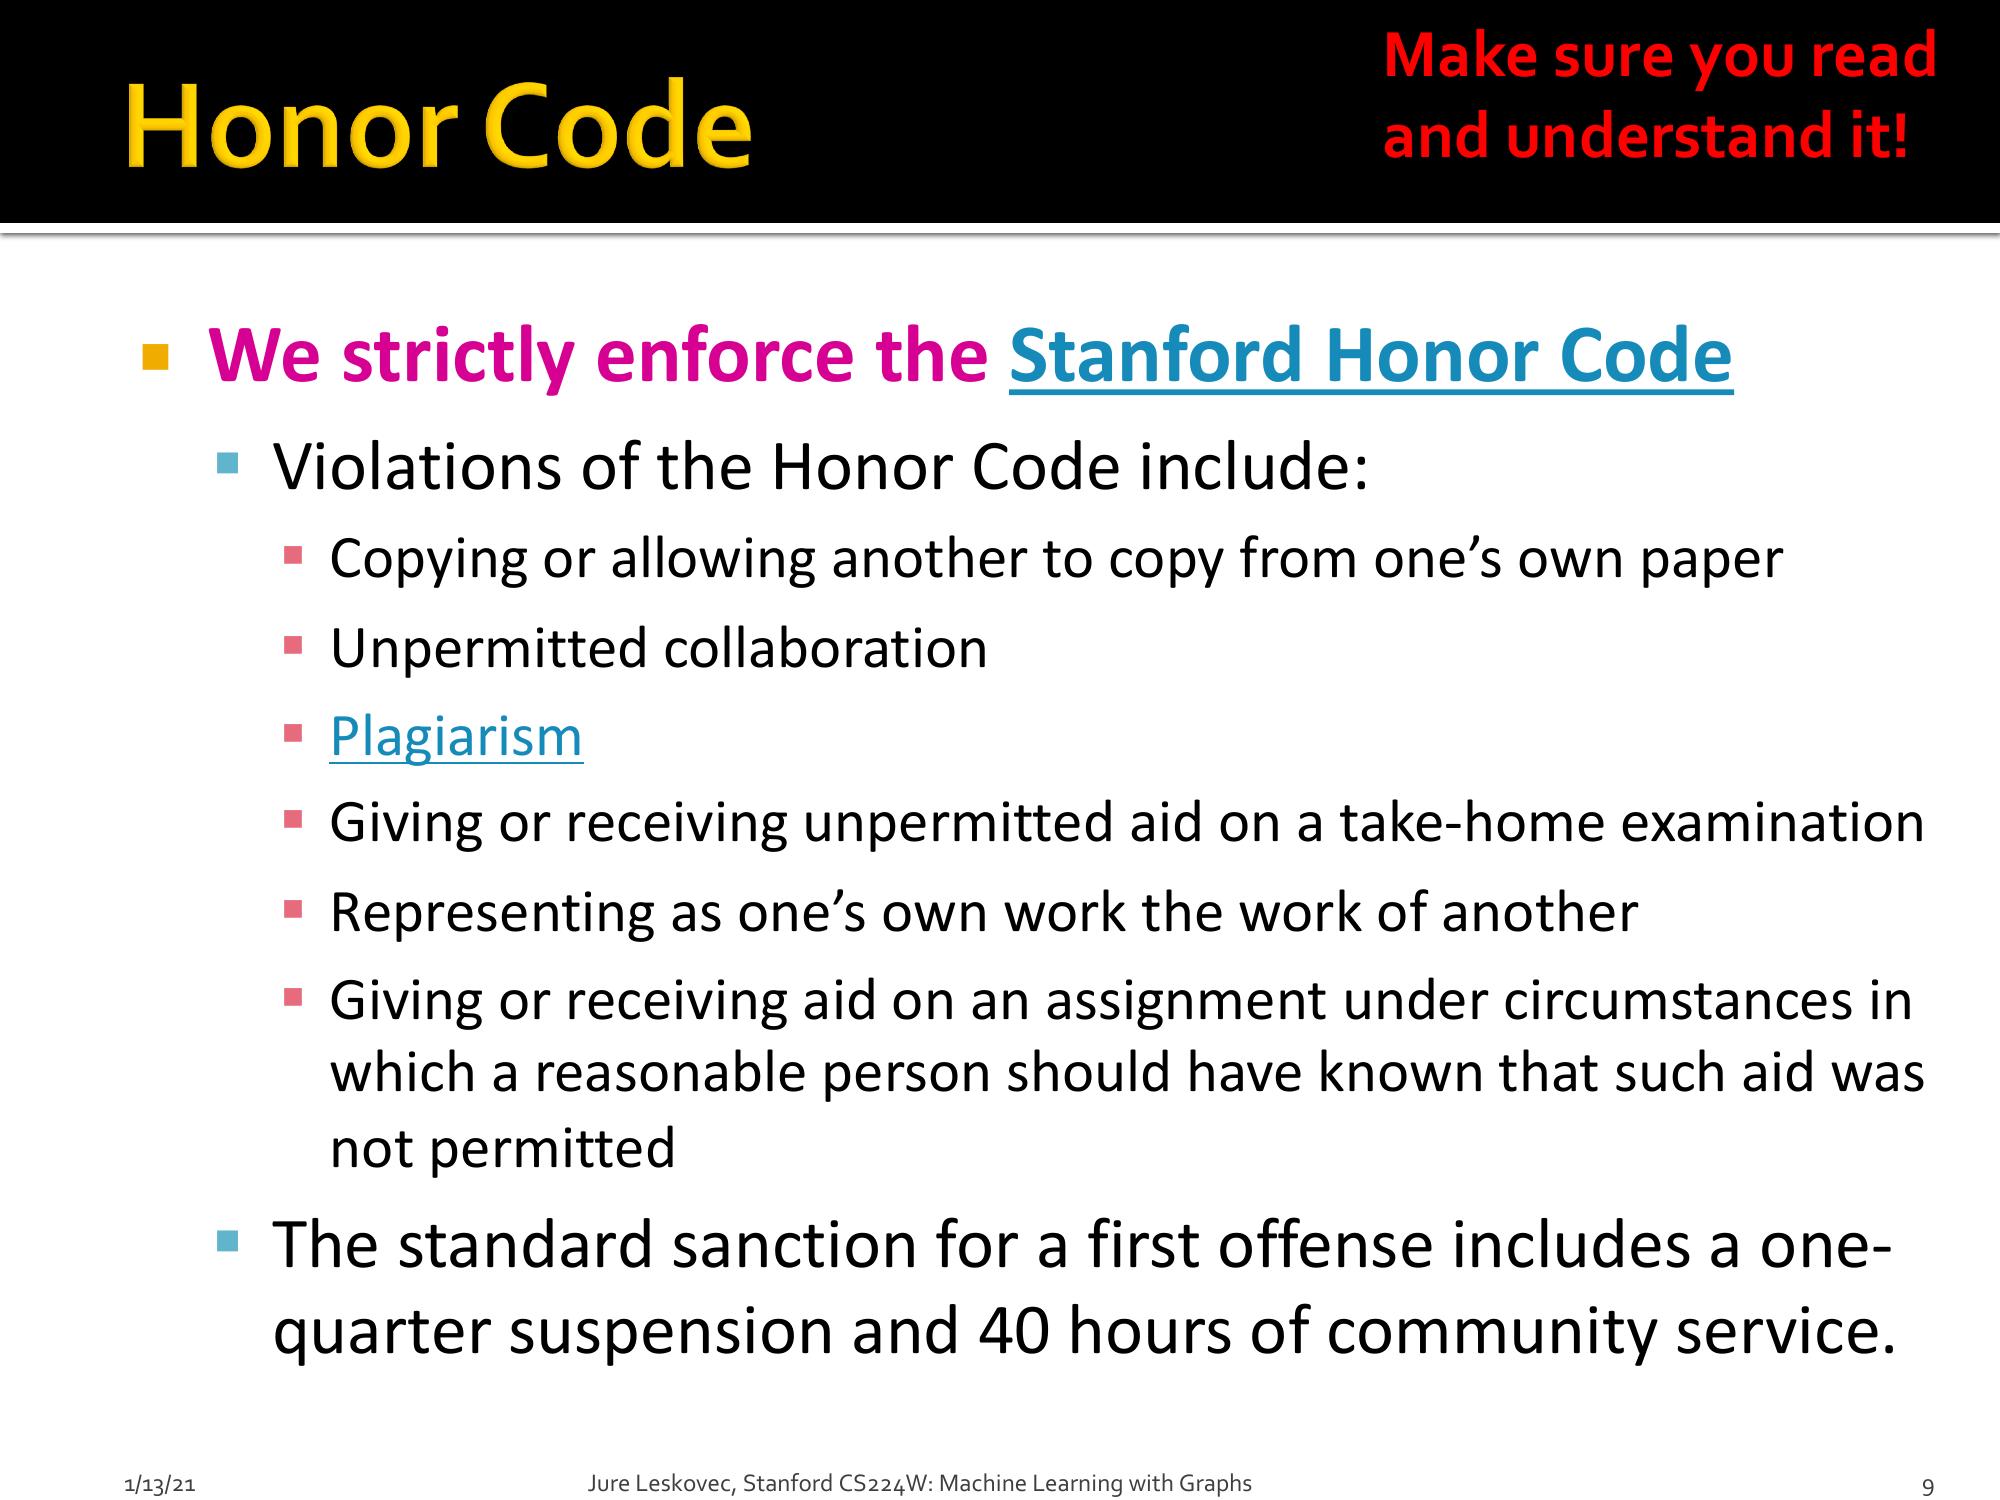 Honor Code
Make sure you read
and understand it!
We strictly enforce the Stanford Honor Code
Violations of the Honor Code include:
Copying or allowing another to copy from one’s own paper
Unpermitted collaboration
Plagiarism
Giving or receiving unpermitted aid on a take-home examination
Representing as one’s own work the work of another
Giving or receiving aid on an assignment under circumstances in
which a reasonable person should have known that such aid was
not permitted
The standard sanction for a first offense includes a one-
quarter suspension and 40 hours of community service.
1/13/21
Jure Leskovec, Stanford CS224W: Machine Learning with Graphs
9